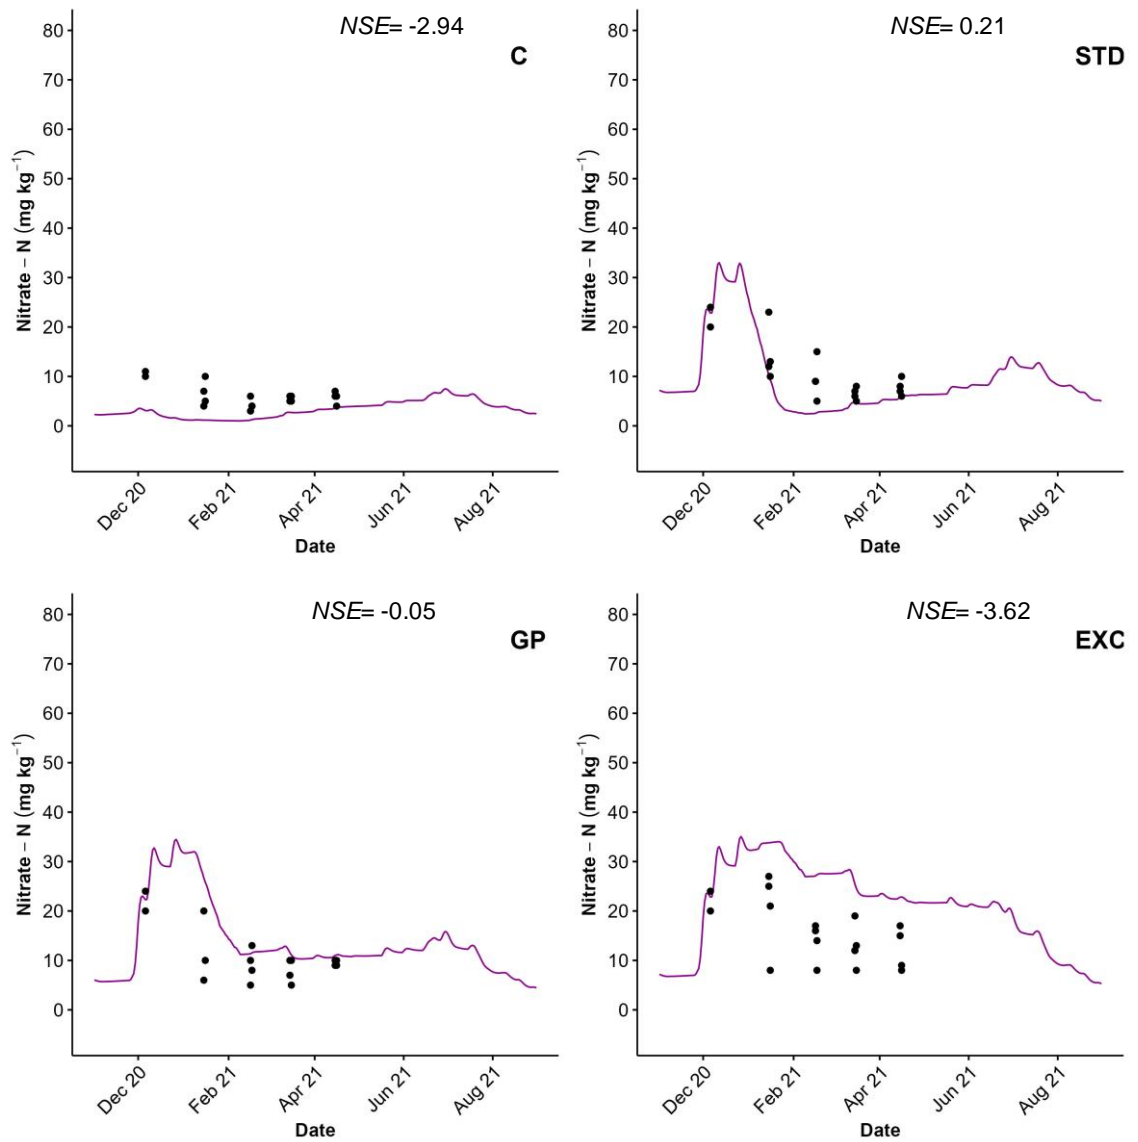 NSE= -2.94
C
80
70
60
50
40
30
20
10
0
Nitrate – N (mg kg⁻¹)
Dec 20
Feb 21
Apr 21
Jun 21
Aug 21
Date
NSE= 0.21
STD
80
70
60
50
40
30
20
10
0
Nitrate – N (mg kg⁻¹)
Dec 20
Feb 21
Apr 21
Jun 21
Aug 21
Date
NSE= -0.05
GP
80
70
60
50
40
30
20
10
0
Nitrate – N (mg kg⁻¹)
Dec 20
Feb 21
Apr 21
Jun 21
Aug 21
Date
NSE= -3.62
EXC
80
70
60
50
40
30
20
10
0
Nitrate – N (mg kg⁻¹)
Dec 20
Feb 21
Apr 21
Jun 21
Aug 21
Date